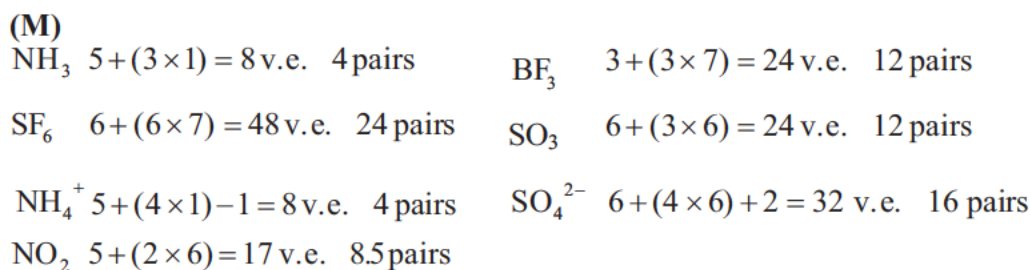 (M)
NH₃ 5+(3×1)=8 v.e. 4 pairs
BF₃ 3+(3×7)=24 v.e. 12 pairs
SF₆ 6+(6×7)=48 v.e. 24 pairs
SO₃ 6+(3×6)=24 v.e. 12 pairs
NH₄⁺ 5+(4×1)−1=8 v.e. 4 pairs
SO₄²⁻ 6+(4×6)+2=32 v.e. 16 pairs
NO₂ 5+(2×6)=17 v.e. 8.5 pairs